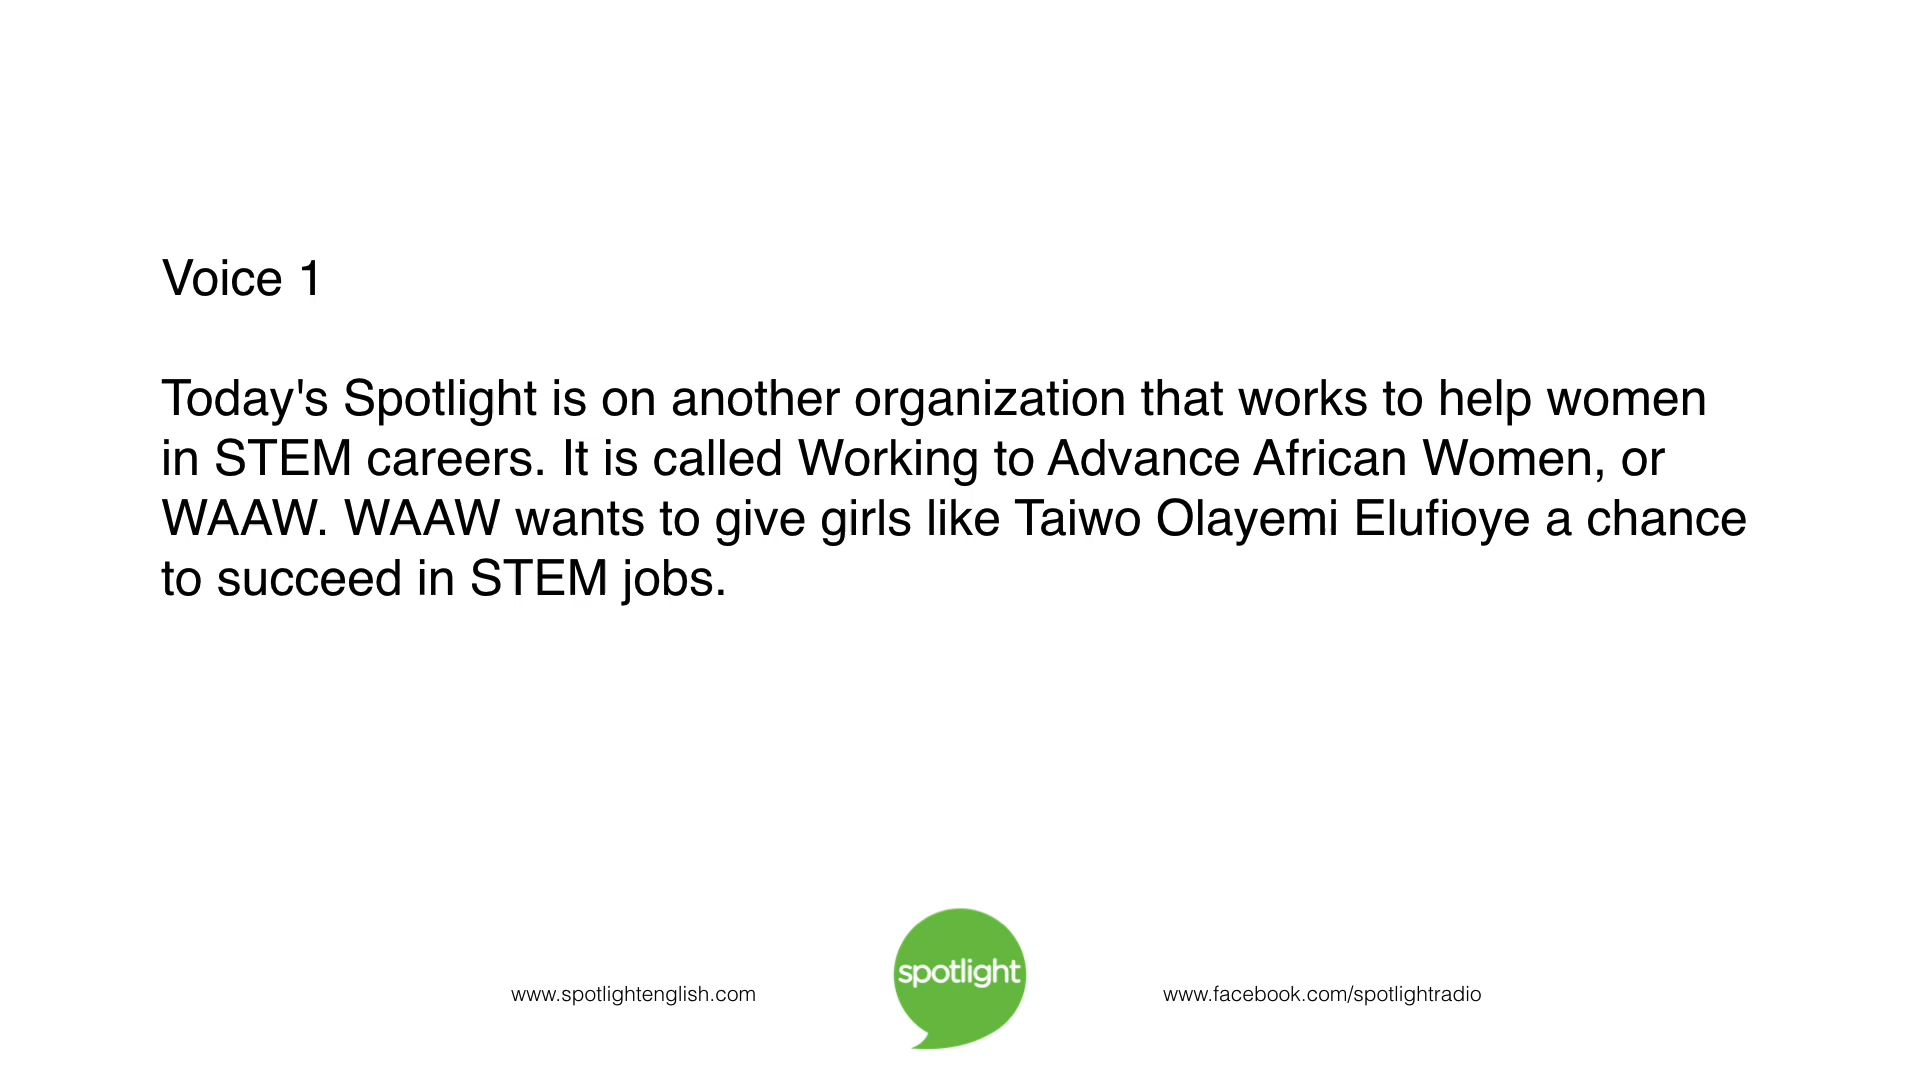 Voice 1
Today's Spotlight is on another organization that works to help women
in STEM careers. It is called Working to Advance African Women, or
WAAW. WAAW wants to give girls like Taiwo Olayemi Elufioye a chance
to succeed in STEM jobs.
www.spotlightenglish.com
spotlight
www.facebook.com/spotlightradio